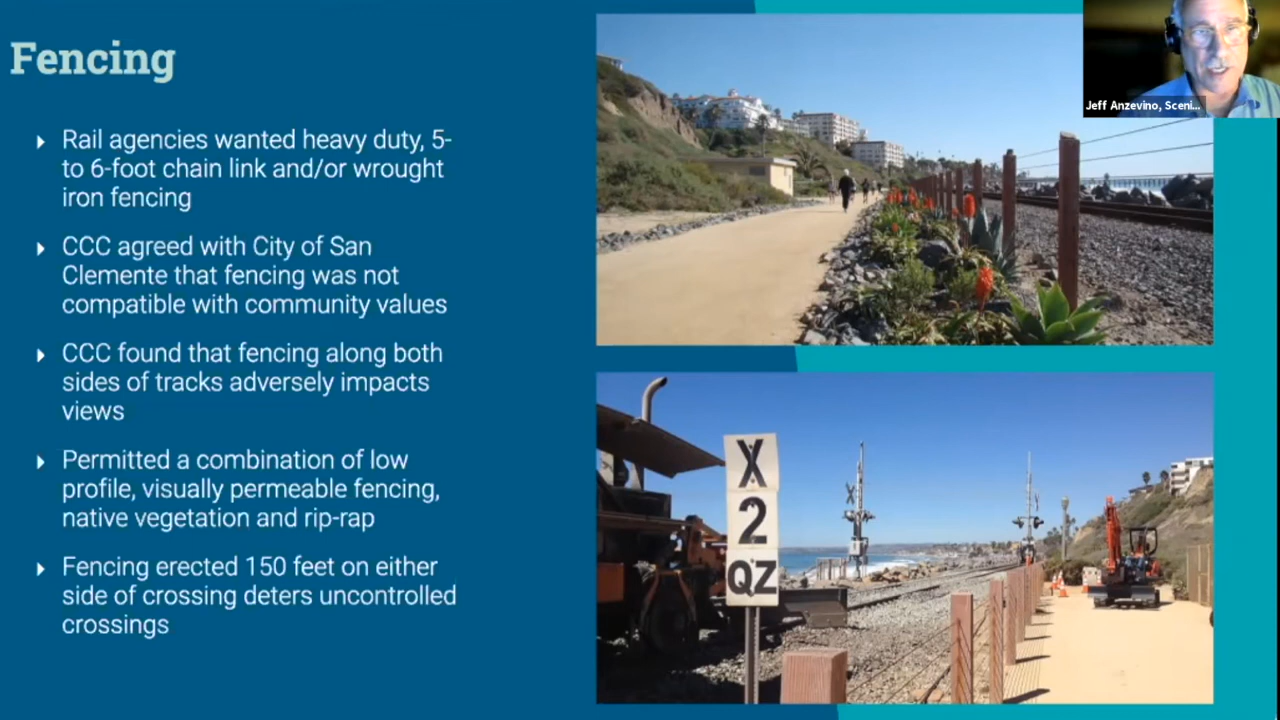 Fencing
Rail agencies wanted heavy duty, 5-
to 6-foot chain link and/or wrought
iron fencing
CCC agreed with City of San
Clemente that fencing was not
compatible with community values
CCC found that fencing along both
sides of tracks adversely impacts
views
Permitted a combination of low
profile, visually permeable fencing,
native vegetation and rip-rap
Fencing erected 150 feet on either
side of crossing deters uncontrolled
crossings
Jeff Anzevino, Sceni...
X
2
QZ